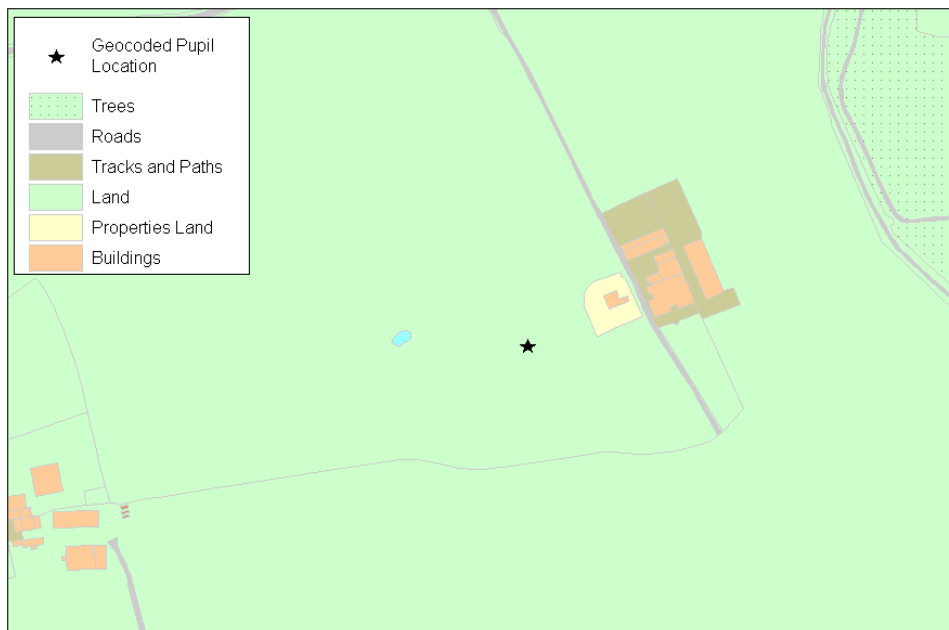 Geocoded Pupil
Location
Trees
Roads
Tracks and Paths
Land
Properties Land
Buildings